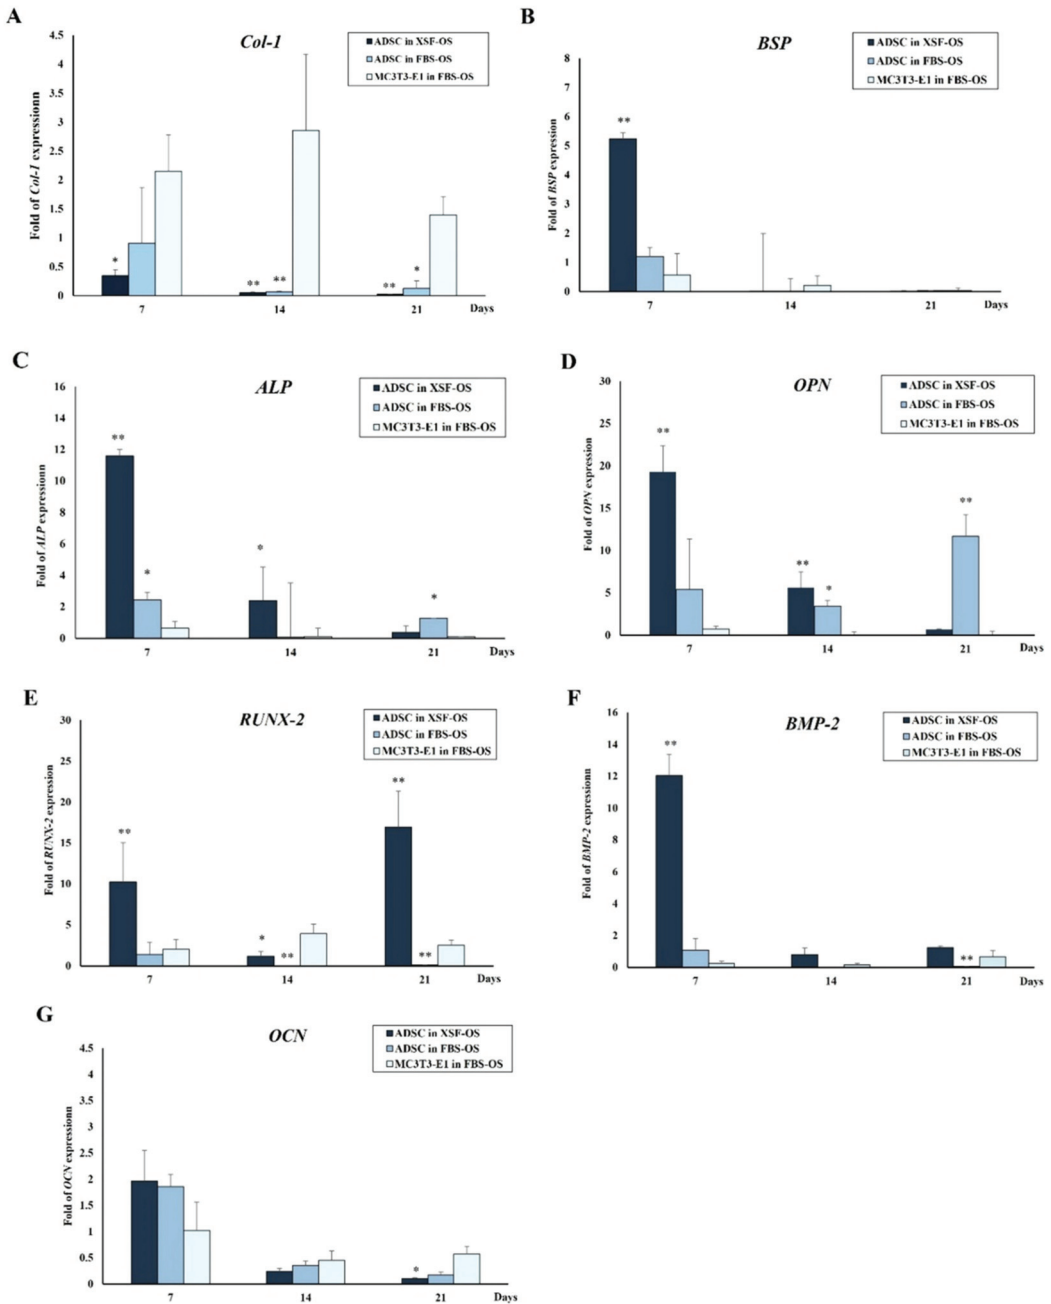 A
Col-1
ADSC in XSF-OS
ADSC in FBS-OS
MC3T3-E1 in FBS-OS
Fold of Col-1 expressionn
4.5
4
3.5
3
2.5
2
1.5
1
0.5
0
*
** **
**
*
7
14
21
Days
B
BSP
ADSC in XSF-OS
ADSC in FBS-OS
MC3T3-E1 in FBS-OS
Fold of BSP expression
8
7
6
5
4
3
2
1
0
**
7
14
21
Days
C
ALP
ADSC in XSF-OS
ADSC in FBS-OS
MC3T3-E1 in FBS-OS
Fold of ALP expressionn
16
14
12
10
8
6
4
2
0
**
*
*
*
7
14
21
Days
D
OPN
ADSC in XSF-OS
ADSC in FBS-OS
MC3T3-E1 in FBS-OS
Fold of OPN expression
30
25
20
15
10
5
0
**
**
*
**
7
14
21
Days
E
RUNX-2
ADSC in XSF-OS
ADSC in FBS-OS
MC3T3-E1 in FBS-OS
Fold of RUNX-2 expressionn
30
25
20
15
10
5
0
**
*
**
**
**
7
14
21
Days
F
BMP-2
ADSC in XSF-OS
ADSC in FBS-OS
MC3T3-E1 in FBS-OS
Fold of BMP-2 expressionn
16
14
12
10
8
6
4
2
0
**
**
7
14
21
Days
G
OCN
ADSC in XSF-OS
ADSC in FBS-OS
MC3T3-E1 in FBS-OS
Fold of OCN expressionn
4.5
4
3.5
3
2.5
2
1.5
1
0.5
0
*
7
14
21
Days